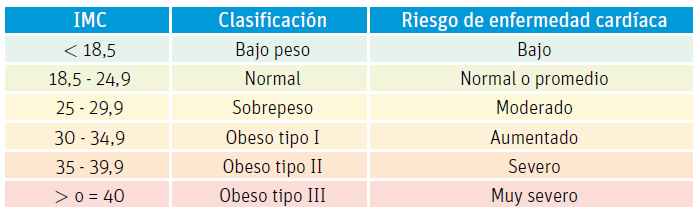 IMC Clasificación Riesgo de enfermedad cardíaca
< 18,5 Bajo peso Bajo
18,5 - 24,9 Normal Normal o promedio
25 - 29,9 Sobrepeso Moderado
30 - 34,9 Obeso tipo I Aumentado
35 - 39,9 Obeso tipo II Severo
> o = 40 Obeso tipo III Muy severo